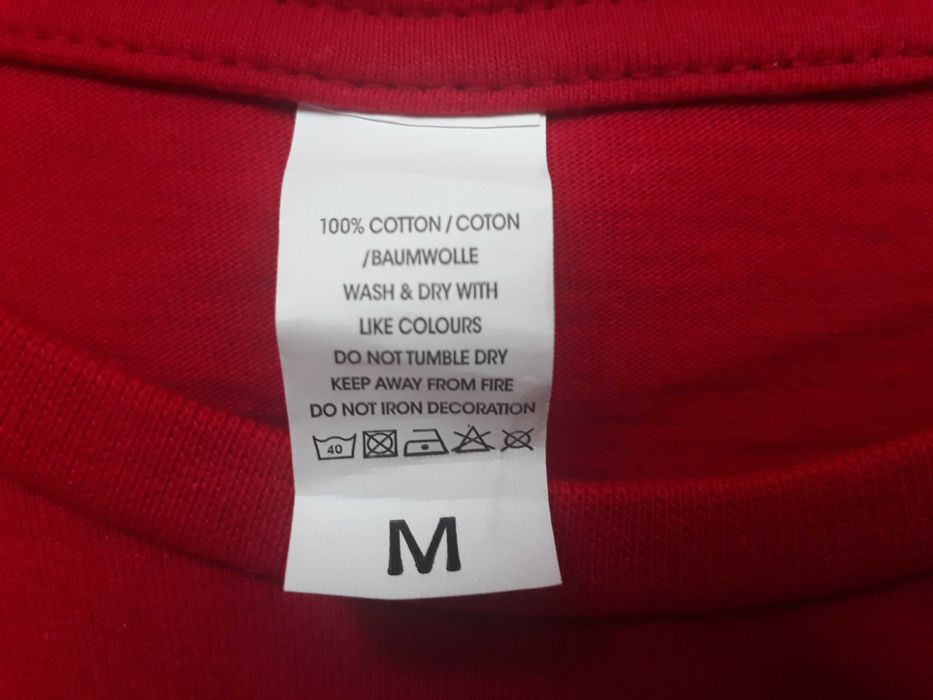 100% COTTON / COTON
/BAUMWOLLE
WASH & DRY WITH
LIKE COLOURS
DO NOT TUMBLE DRY
KEEP AWAY FROM FIRE
DO NOT IRON DECORATION
40
M